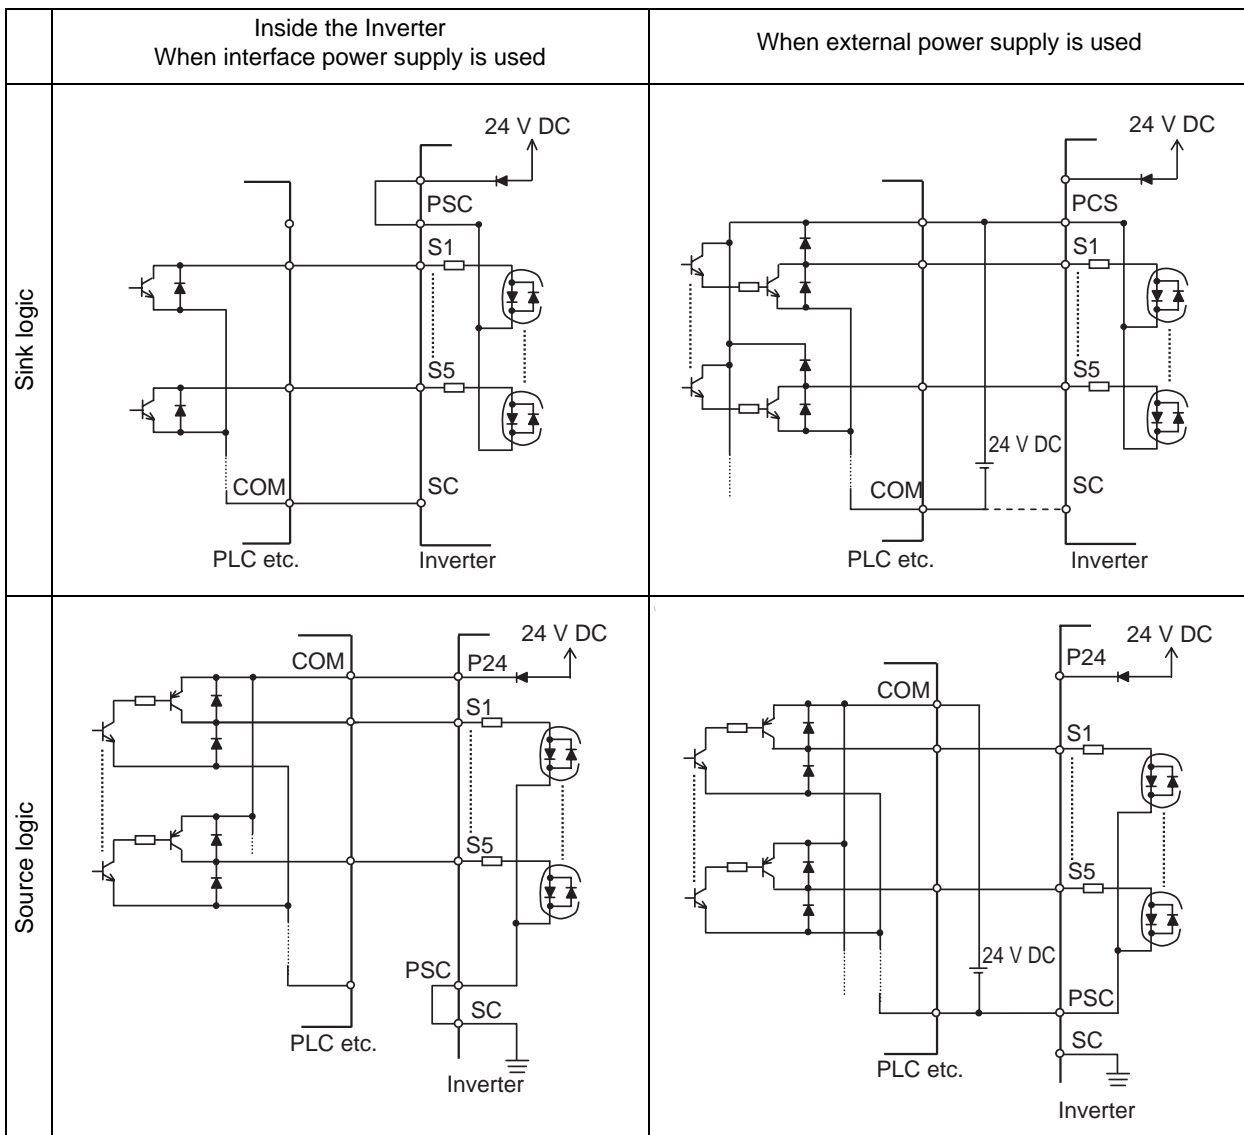 Inside the Inverter
When interface power supply is used
When external power supply is used
Sink logic
24 V DC
PSC
S1
S5
COM
SC
PLC etc.
Inverter
24 V DC
PCS
S1
S5
24 V DC
COM
SC
PLC etc.
Inverter
Source logic
24 V DC
COM
P24
S1
S5
PSC
SC
PLC etc.
Inverter
24 V DC
P24
COM
S1
S5
24 V DC
PSC
SC
PLC etc.
Inverter